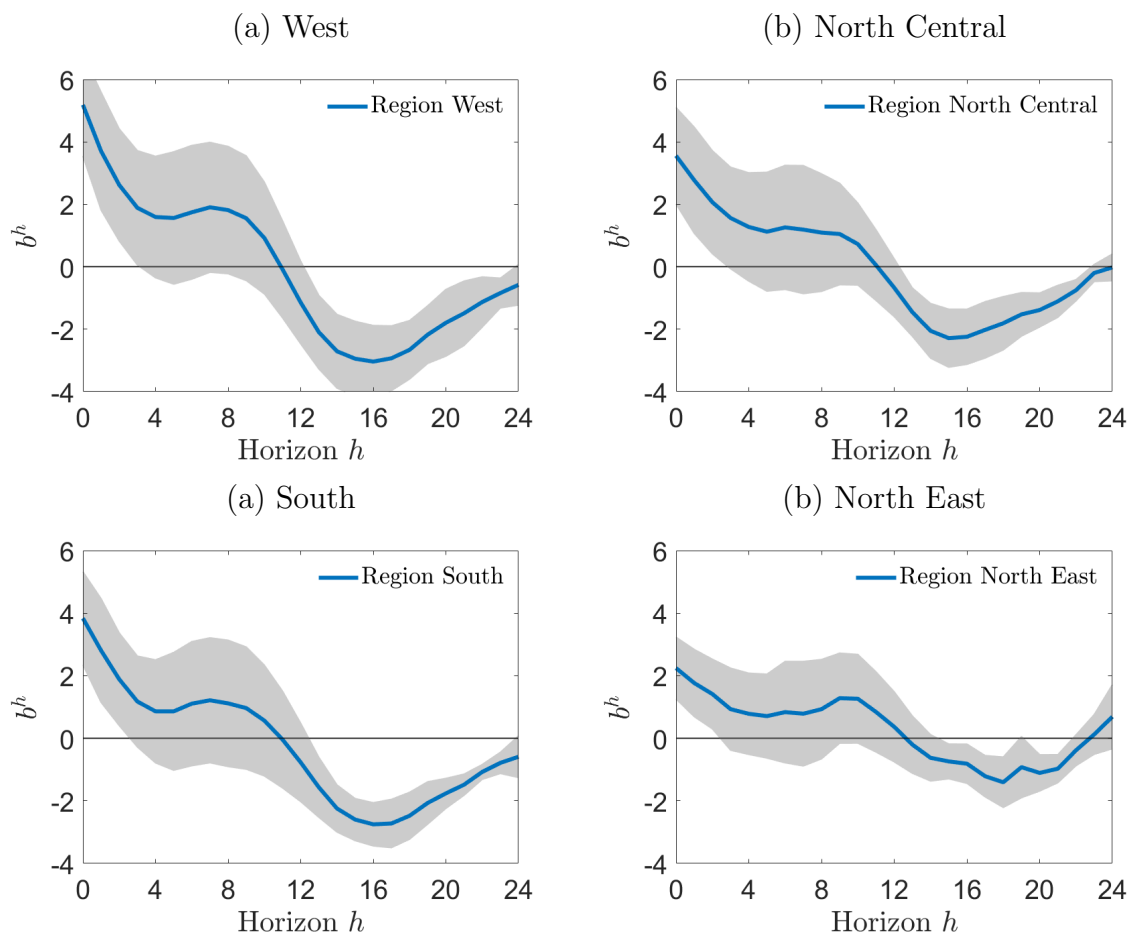 (a) West
6
4
2
0
-2
-4
b^h
Region West
0 4 8 12 16 20 24
Horizon h
(b) North Central
6
4
2
0
-2
-4
b^h
Region North Central
0 4 8 12 16 20 24
Horizon h
(a) South
6
4
2
0
-2
-4
b^h
Region South
0 4 8 12 16 20 24
Horizon h
(b) North East
6
4
2
0
-2
-4
b^h
Region North East
0 4 8 12 16 20 24
Horizon h